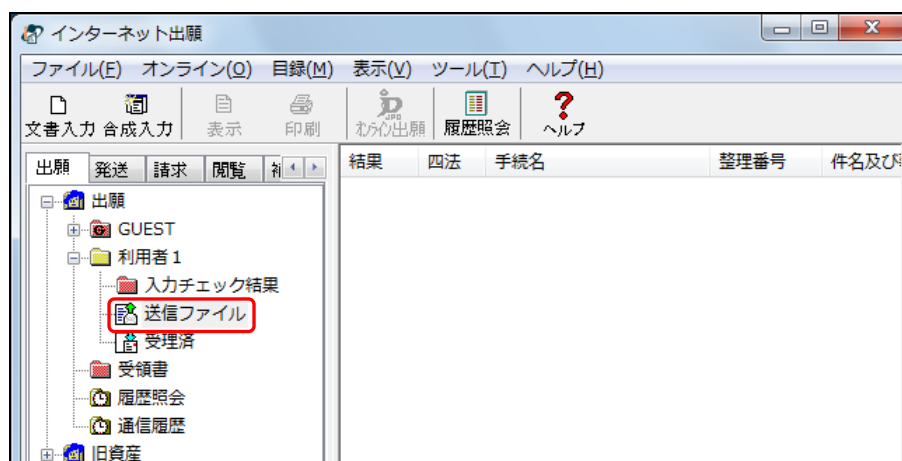 インターネット出願
ファイル(F) オンライン(O) 目録(M) 表示(V) ツール(T) ヘルプ(H)
文書入力 合成入力 表示 印刷 オンライン出願 履歴照会 ヘルプ
出願 発送 請求 閲覧
結果 四法 手続名 整理番号 件名及び
出願
GUEST
利用者1
入力チェック結果
送信ファイル
受理済
受領書
履歴照会
通信履歴
旧資産